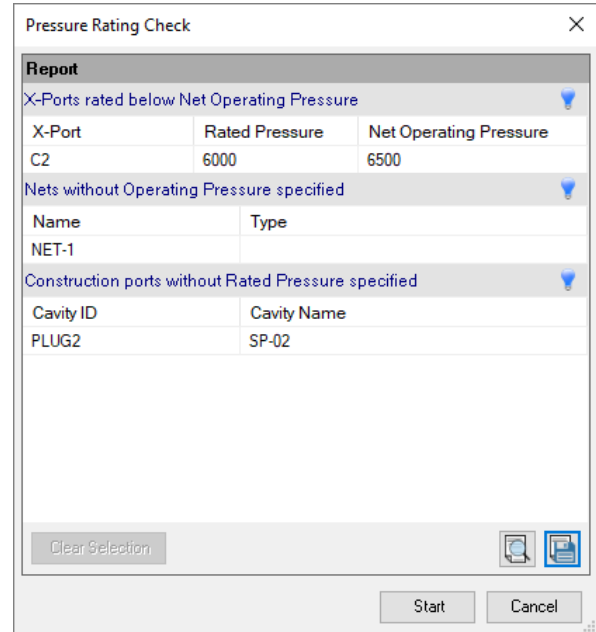 Pressure Rating Check
Report
X-Ports rated below Net Operating Pressure
X-Port Rated Pressure Net Operating Pressure
C2 6000 6500
Nets without Operating Pressure specified
Name Type
NET-1
Construction ports without Rated Pressure specified
Cavity ID Cavity Name
PLUG2 SP-02
Clear Selection
Start Cancel